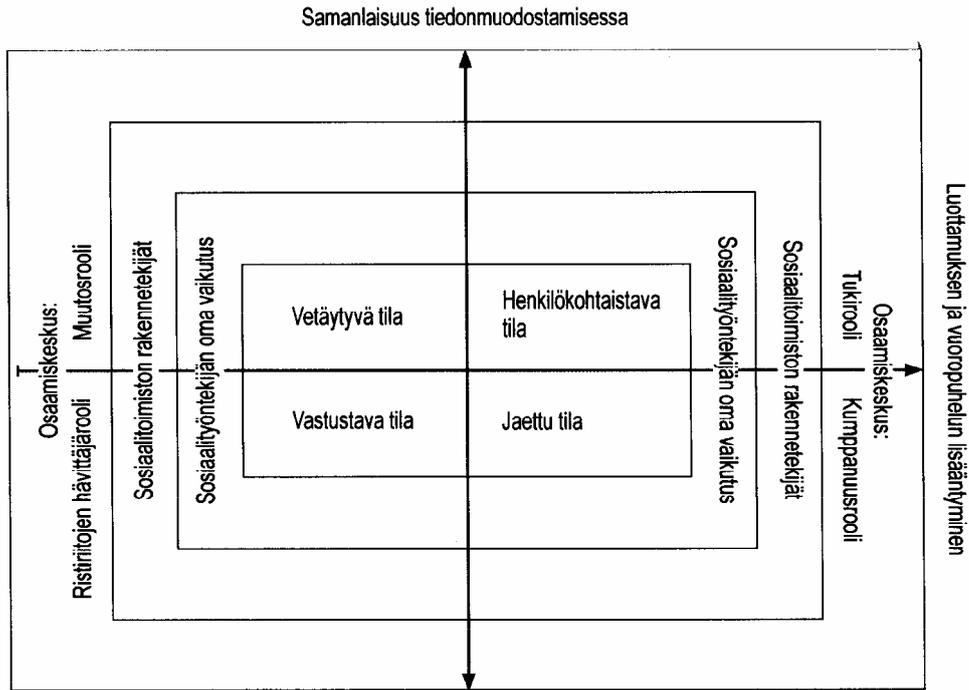 Samanlaisuus tiedonmuodostamisessa
Osaamiskeskus:
Ristiriitojen hävittäjärooli
Muutosrooli
Sosiaalitoimiston rakennetekijät
Sosiaalityöntekijän oma vaikutus
Vetäytyvä tila
Henkilökohtaistava
tila
Vastustava tila
Jaettu tila
Sosiaalityöntekijän oma vaikutus
Sosiaalitoimiston rakennetekijät
Tukirooli
Kumppanuusrooli
Osaamiskeskus:
Luottamuksen ja vuoropuhelun lisääntyminen